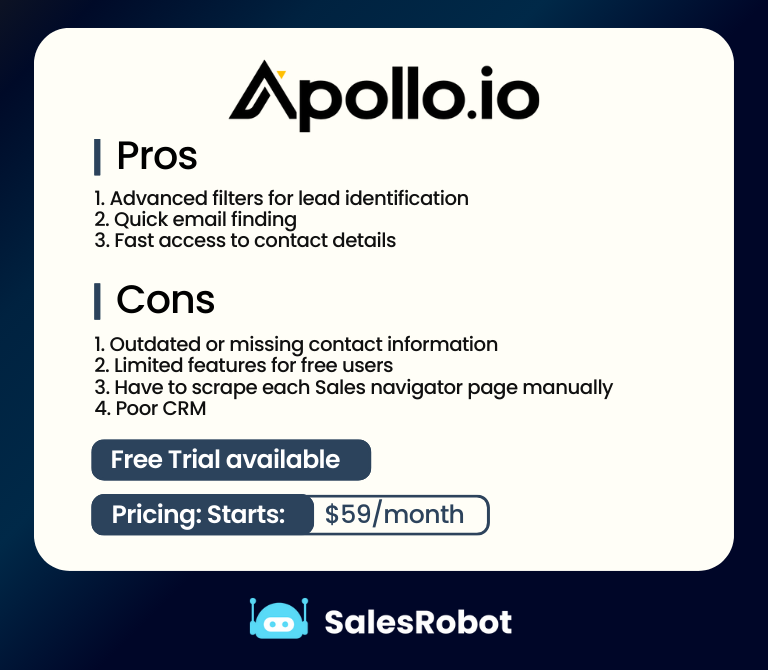 Apollo.io
Pros
1. Advanced filters for lead identification
2. Quick email finding
3. Fast access to contact details
Cons
1. Outdated or missing contact information
2. Limited features for free users
3. Have to scrape each Sales navigator page manually
4. Poor CRM
Free Trial available
Pricing: Starts: $59/month
SalesRobot